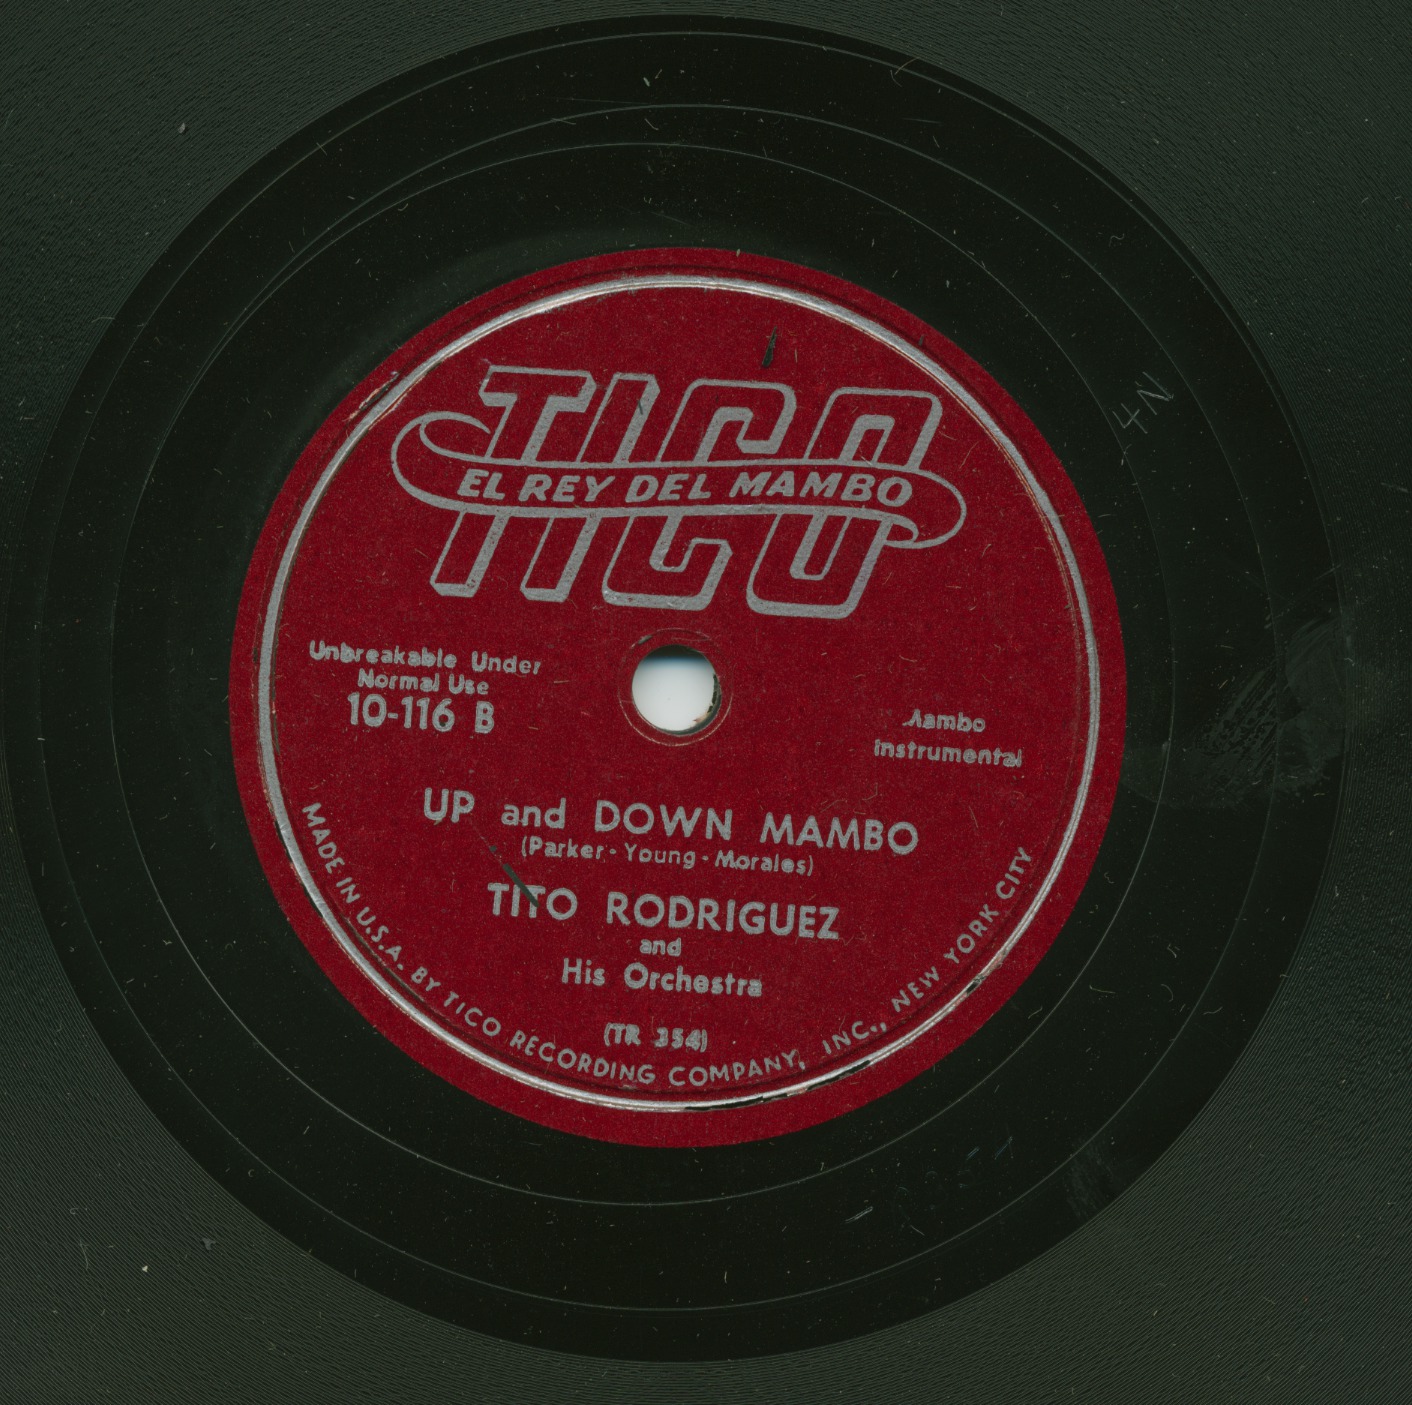 TICO
EL REY DEL MAMBO
Unbreakable Under
Normal Use
10-116 B
Mambo
Instrumental
UP and DOWN MAMBO
(Parker - Young - Morales)
TITO RODRIGUEZ
and
His Orchestra
(TR 354)
MADE IN U.S.A. BY TICO RECORDING COMPANY, INC., NEW YORK CITY
4N